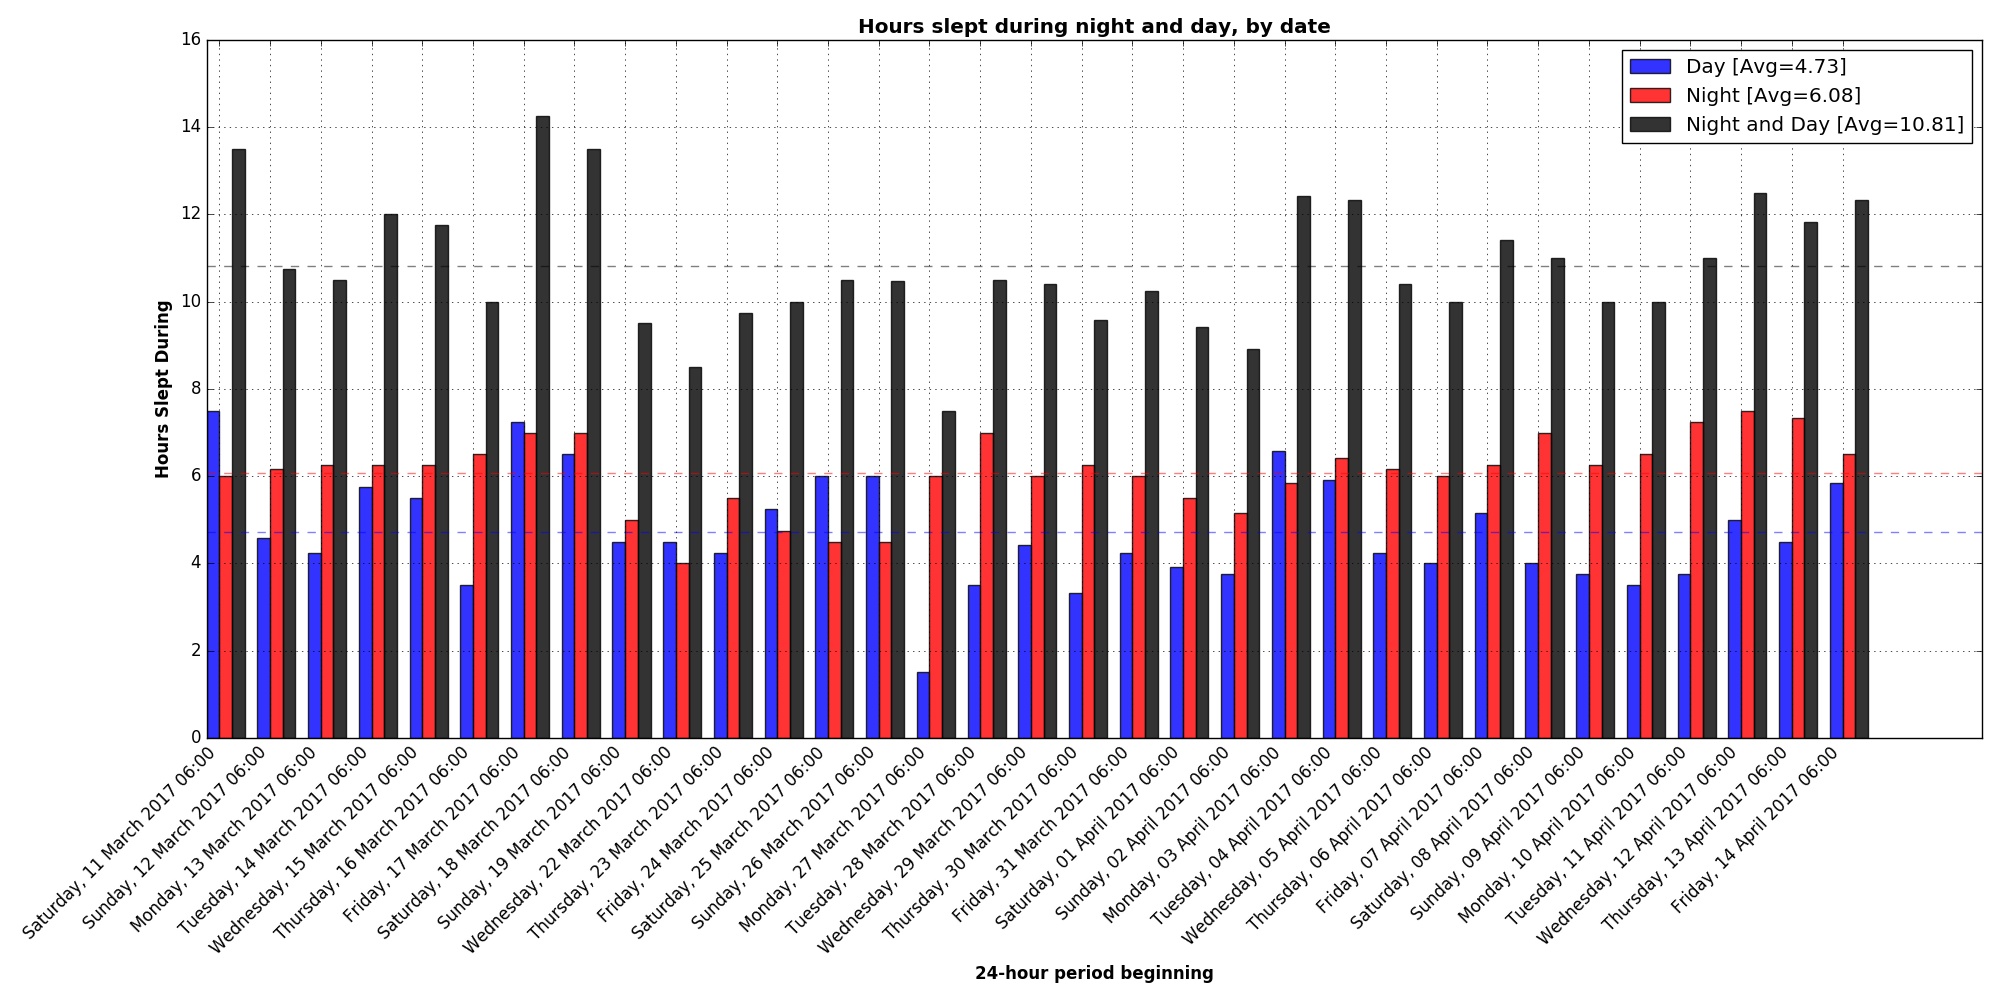 Hours slept during night and day, by date
16
14
12
10
8
6
4
2
0
Hours Slept During
Day [Avg=4.73]
Night [Avg=6.08]
Night and Day [Avg=10.81]
Saturday, 11 March 2017 06:00
Sunday, 12 March 2017 06:00
Monday, 13 March 2017 06:00
Tuesday, 14 March 2017 06:00
Wednesday, 15 March 2017 06:00
Thursday, 16 March 2017 06:00
Friday, 17 March 2017 06:00
Saturday, 18 March 2017 06:00
Sunday, 19 March 2017 06:00
Wednesday, 22 March 2017 06:00
Thursday, 23 March 2017 06:00
Friday, 24 March 2017 06:00
Saturday, 25 March 2017 06:00
Sunday, 26 March 2017 06:00
Monday, 27 March 2017 06:00
Tuesday, 28 March 2017 06:00
Wednesday, 29 March 2017 06:00
Thursday, 30 March 2017 06:00
Friday, 31 March 2017 06:00
Saturday, 01 April 2017 06:00
Sunday, 02 April 2017 06:00
Monday, 03 April 2017 06:00
Tuesday, 04 April 2017 06:00
Wednesday, 05 April 2017 06:00
Thursday, 06 April 2017 06:00
Friday, 07 April 2017 06:00
Saturday, 08 April 2017 06:00
Sunday, 09 April 2017 06:00
Monday, 10 April 2017 06:00
Tuesday, 11 April 2017 06:00
Wednesday, 12 April 2017 06:00
Thursday, 13 April 2017 06:00
Friday, 14 April 2017 06:00
24-hour period beginning